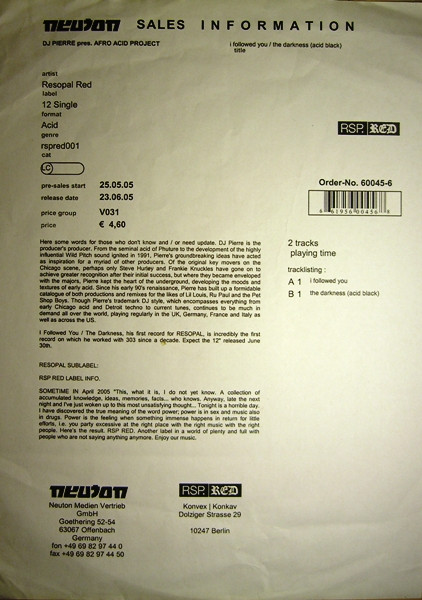 neuton SALES INFORMATION
DJ PIERRE pres. AFRO ACID PROJECT
i followed you / the darkness (acid black)
title
artist
Resopal Red
label
12 Single
format
Acid
genre
rspred001
cat
LC
pre-sales start 25.05.05
release date 23.06.05
price group V031
price € 4,60
RSP. RED
Order-No. 60045-6
2 tracks
playing time
tracklisting :
A 1 i followed you
B 1 the darkness (acid black)
Here some words for those who don't know and / or need update. DJ Pierre is the
producer's producer. From the seminal acid of Phuture to the development of the highly
influential Wild Pitch sound ignited in 1991, Pierre's groundbreaking ideas have acted
as inspiration for a myriad of other producers. Of the original key movers on the
Chicago scene, perhaps only Steve Hurley and Frankie Knuckles have gone on to
achieve greater recognition after their initial success, but where they became enveloped
with the majors, Pierre kept the heart of the underground, developing the moods and
textures of early acid. Since his early 90's renaissance, Pierre has built up a formidable
catalogue of both productions and remixes for the likes of Lil Louis, Ru Paul and the Pet
Shop Boys. Though Pierre's trademark DJ style, which encompasses everything from
early Chicago acid and Detroit techno to current tunes, continues to be much in
demand all over the world, playing regularly in the UK, Germany, France and Italy as
well as across the US.
I Followed You / The Darkness, his first record for RESOPAL, is incredibly the first
record on which he worked with 303 since a decade. Expect the 12" released June
30th.
RESOPAL SUBLABEL:
RSP RED LABEL INFO.
SOMETIME IN April 2005 "This, what it is, I do not yet know. A collection of
accumulated knowledge, ideas, memories, facts... who knows. Anyway, late the next
night and I've just woken up to this most unsatisfying thought... Tonight is a horrible day.
I have discovered the true meaning of the word power; power is in sex and music also
in drugs. Power is the feeling when something immense happens in return for little
efforts, i.e. you party excessive at the right place with the right music with the right
people. Here's the result. RSP RED. Another label in a world of plenty and full with
people who are not saying anything anymore. Enjoy our music.
neuton
Neuton Medien Vertrieb
GmbH
Goethering 52-54
63067 Offenbach
Germany
fon +49 69 82 97 44 0
fax +49 69 82 97 44 50
RSP. RED
Konvex | Konkav
Dolziger Strasse 29
10247 Berlin